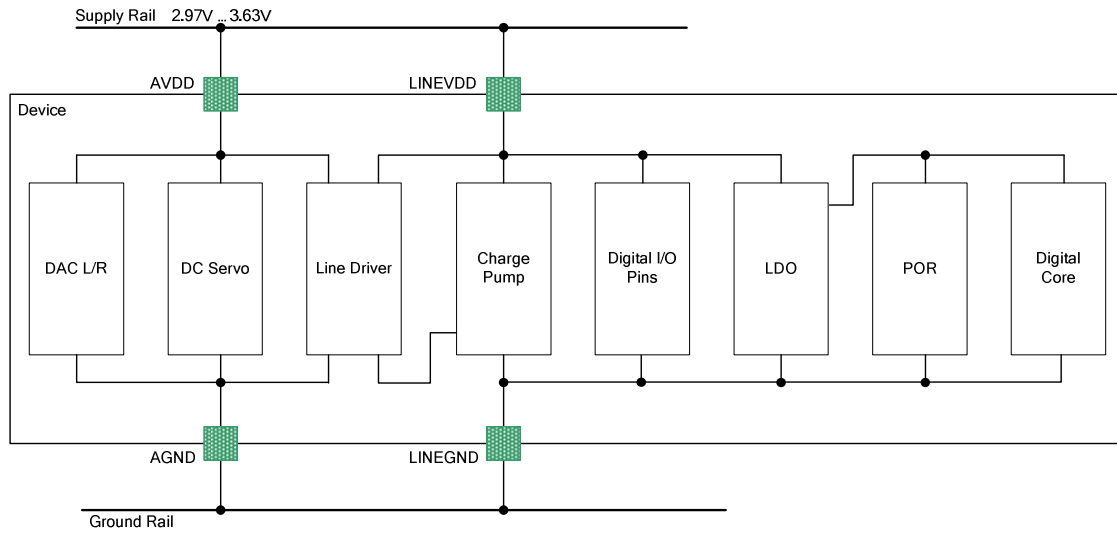 Supply Rail 2.97V ... 3.63V
AVDD
LINEVDD
Device
DAC L/R
DC Servo
Line Driver
Charge
Pump
Digital I/O
Pins
LDO
POR
Digital
Core
AGND
LINEGND
Ground Rail